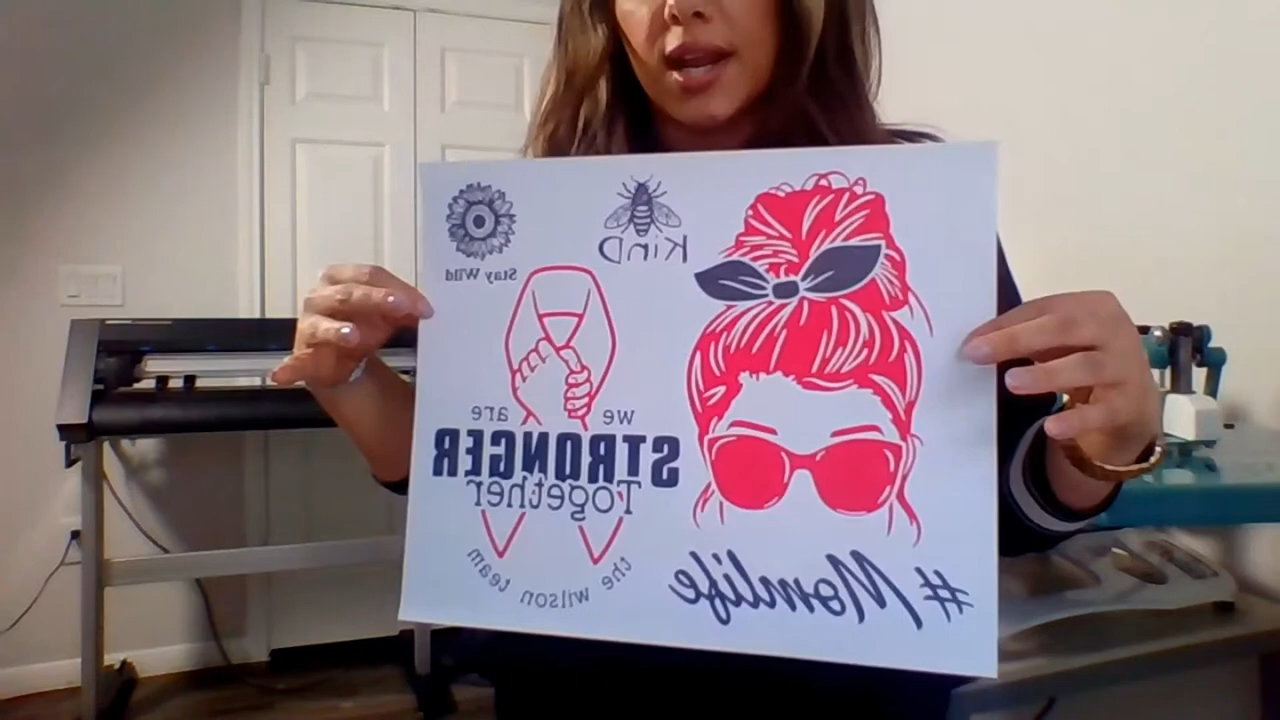 Stay Wild
KinD
we are
STRONGER
Together
the wilson team
#Momlife